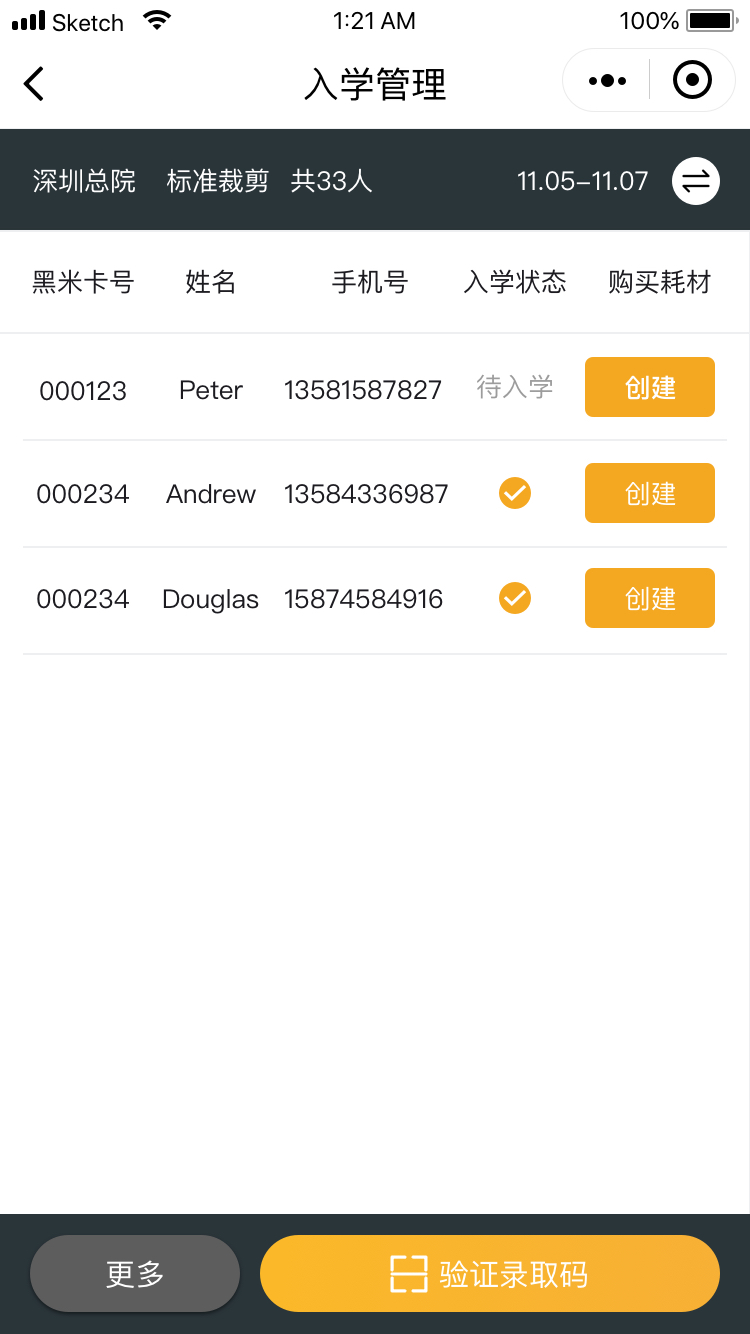 Sketch 1:21 AM 100%
入学管理
深圳总院 标准裁剪 共33人 11.05–11.07
黑米卡号 姓名 手机号 入学状态 购买耗材
000123 Peter 13581587827 待入学 创建
000234 Andrew 13584336987 创建
000234 Douglas 15874584916 创建
更多 验证录取码